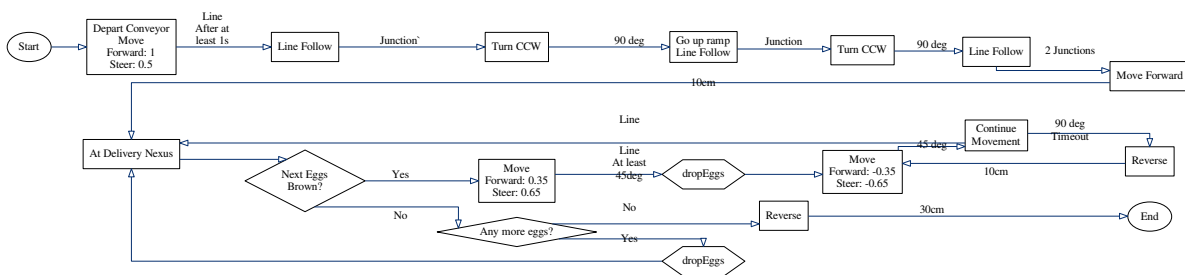 Start
Depart Conveyor
Move
Forward: 1
Steer: 0.5
Line
After at
least 1s
Line Follow
Junction`
Turn CCW
90 deg
Go up ramp
Line Follow
Junction
Turn CCW
90 deg
Line Follow
2 Junctions
Move Forward
10cm
At Delivery Nexus
Line
Next Eggs
Brown?
Yes
Move
Forward: 0.35
Steer: 0.65
Line
At least
45deg
dropEggs
Move
Forward: -0.35
Steer: -0.65
45 deg
Continue
Movement
90 deg
Timeout
Reverse
10cm
No
Any more eggs?
No
Reverse
30cm
End
Yes
dropEggs